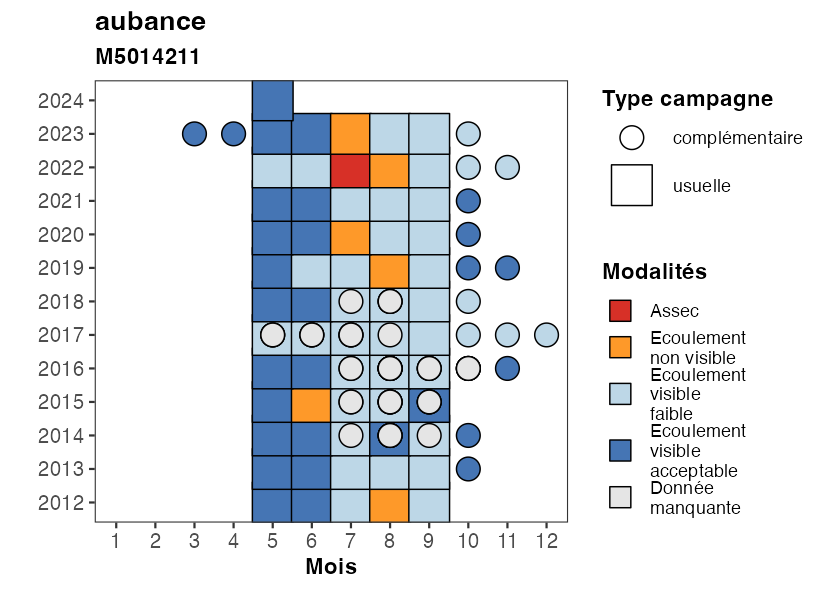 aubance
M5014211
2024
2023
2022
2021
2020
2019
2018
2017
2016
2015
2014
2013
2012
1 2 3 4 5 6 7 8 9 10 11 12
Mois
Type campagne
complémentaire
usuelle
Modalités
Assec
Ecoulement
non visible
Ecoulement
visible
faible
Ecoulement
visible
acceptable
Donnée
manquante